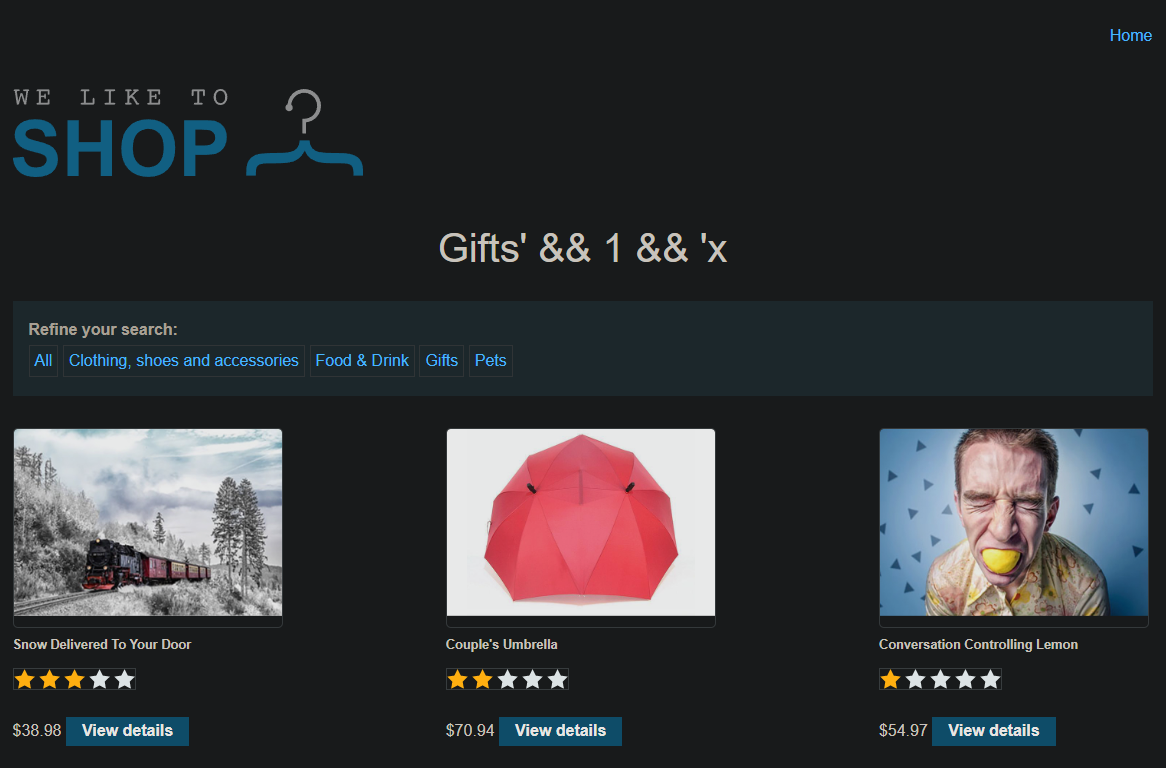 Home
WE LIKE TO
SHOP
Gifts' && 1 && 'x
Refine your search:
All Clothing, shoes and accessories Food & Drink Gifts Pets
Snow Delivered To Your Door Couple's Umbrella Conversation Controlling Lemon
$38.98 View details $70.94 View details $54.97 View details